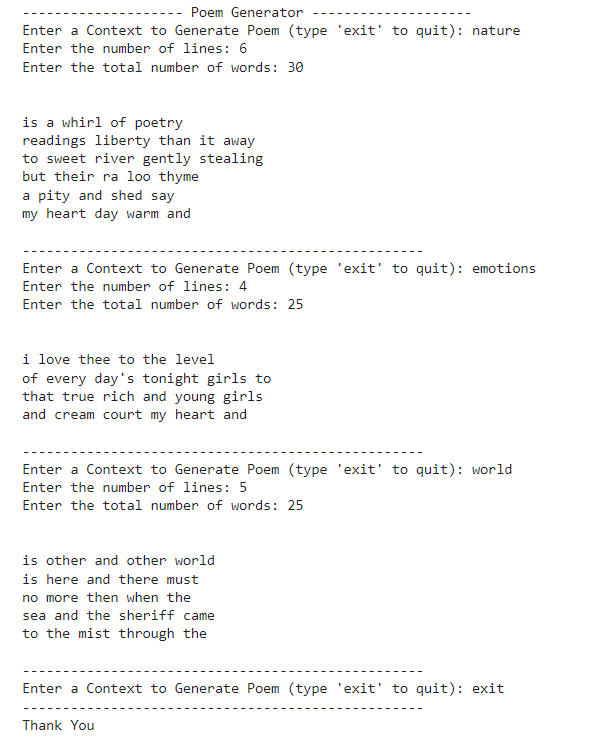 -------------------- Poem Generator --------------------
Enter a Context to Generate Poem (type 'exit' to quit): nature
Enter the number of lines: 6
Enter the total number of words: 30
is a whirl of poetry
readings liberty than it away
to sweet river gently stealing
but their ra loo thyme
a pity and shed say
my heart day warm and
--------------------------------------------------
Enter a Context to Generate Poem (type 'exit' to quit): emotions
Enter the number of lines: 4
Enter the total number of words: 25
i love thee to the level
of every day's tonight girls to
that true rich and young girls
and cream court my heart and
--------------------------------------------------
Enter a Context to Generate Poem (type 'exit' to quit): world
Enter the number of lines: 5
Enter the total number of words: 25
is other and other world
is here and there must
no more then when the
sea and the sheriff came
to the mist through the
--------------------------------------------------
Enter a Context to Generate Poem (type 'exit' to quit): exit
--------------------------------------------------
Thank You